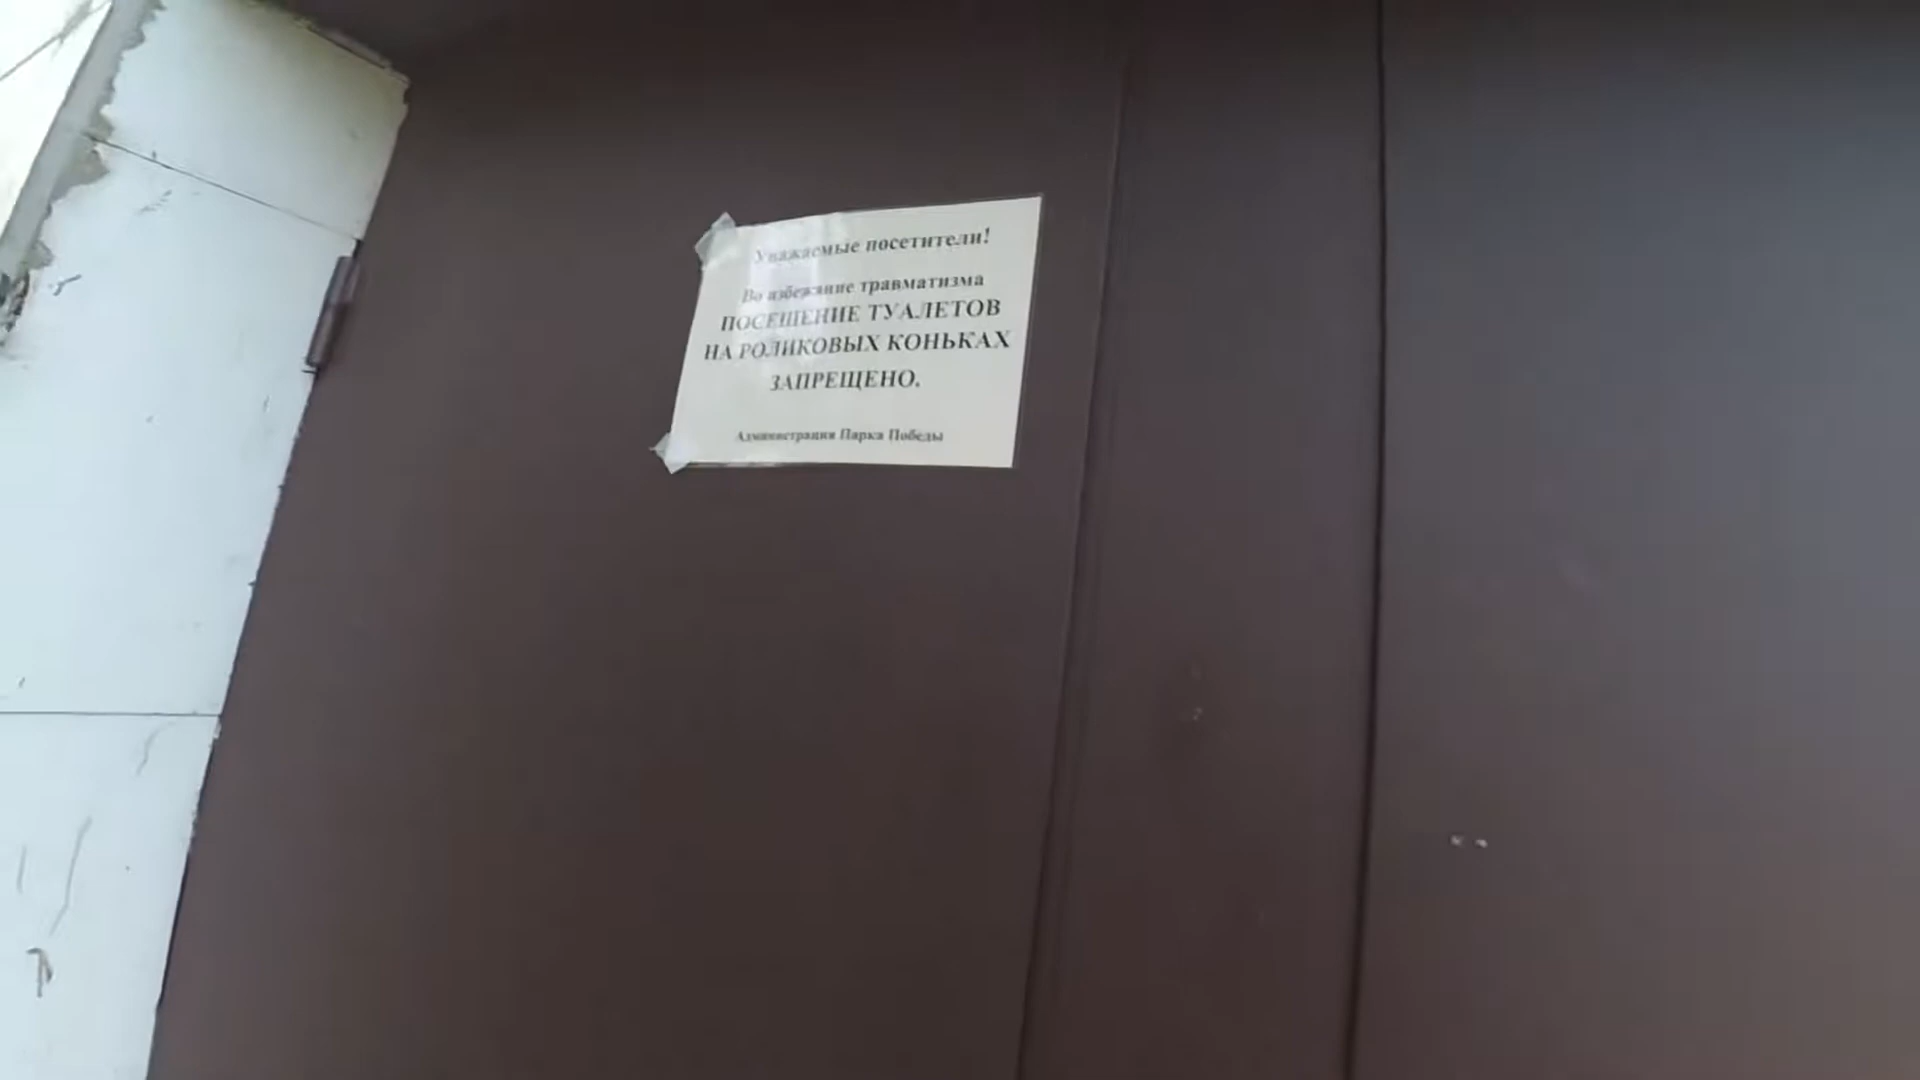 Уважаемые посетители!
Во избежание травматизма
ПОСЕЩЕНИЕ ТУАЛЕТОВ
НА РОЛИКОВЫХ КОНЬКАХ
ЗАПРЕЩЕНО.
Администрация Парка Победы